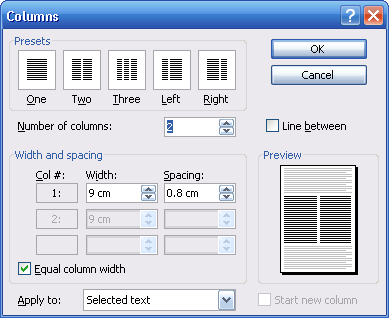 Columns
Presets
OK
One
Two
Three
Left
Right
Cancel
Number of columns:
2
Line between
Width and spacing
Preview
Col #:
Width:
Spacing:
1:
9 cm
0.8 cm
2:
9 cm
Equal column width
Apply to:
Selected text
Start new column